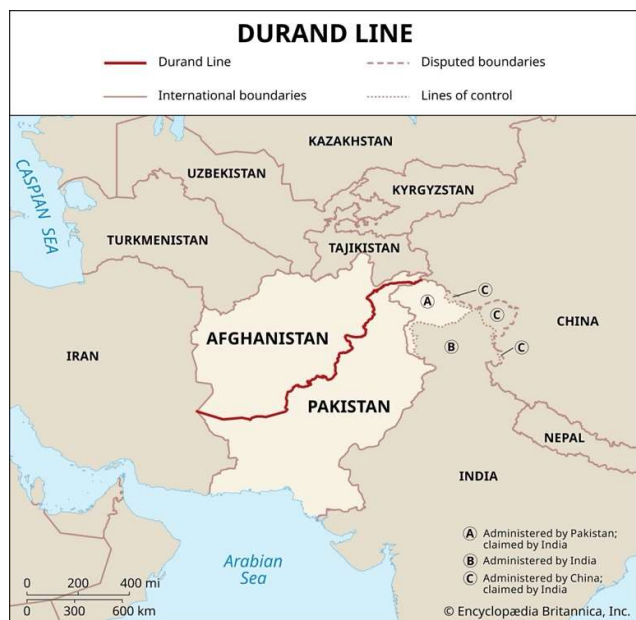 DURAND LINE
Durand Line
Disputed boundaries
International boundaries
Lines of control
KAZAKHSTAN
UZBEKISTAN
KYRGYZSTAN
CASPIAN SEA
TURKMENISTAN
TAJIKISTAN
C
A
C
CHINA
AFGHANISTAN
B
C
IRAN
PAKISTAN
NEPAL
INDIA
A Administered by Pakistan;
claimed by India
B Administered by India
C Administered by China;
claimed by India
Arabian
Sea
0 200 400 mi
0 300 600 km
© Encyclopædia Britannica, Inc.